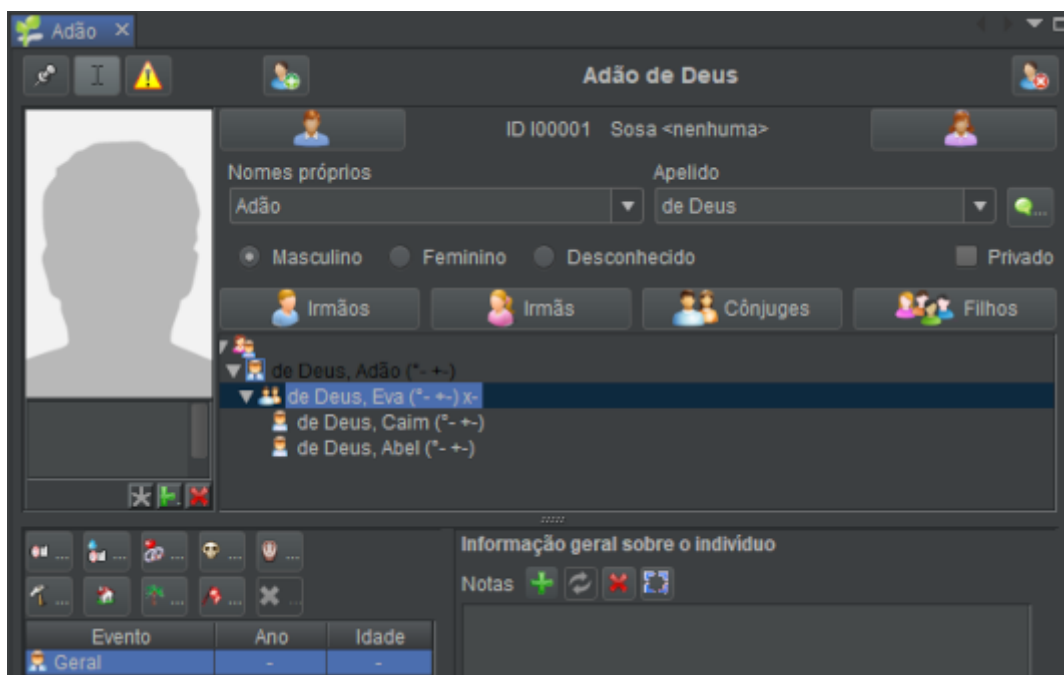 Adão
Adão de Deus
ID I00001 Sosa <nenhuma>
Nomes próprios Apelido
Adão de Deus
...
Masculino Feminino Desconhecido Privado
Irmãos Irmãs Cônjuges Filhos
de Deus, Adão (°- +-)
de Deus, Eva (°- +-) x-
de Deus, Caim (°- +-)
de Deus, Abel (°- +-)
Informação geral sobre o indivíduo
... ... ... ... ...
Notas
... ... ... ...
Evento Ano Idade
Geral - -